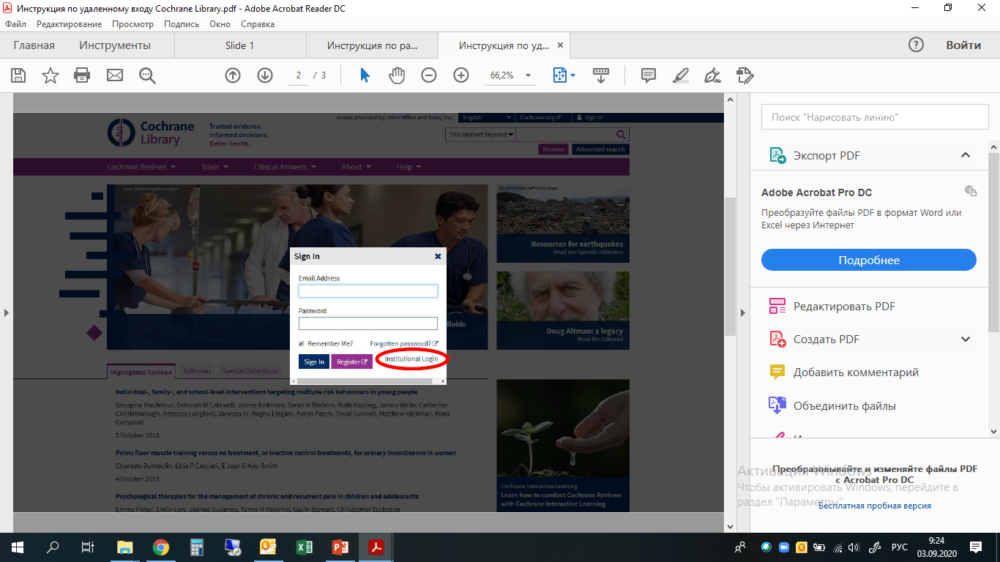 Инструкция по удаленному входу Cochrane Library.pdf - Adobe Acrobat Reader DC
Файл Редактирование Просмотр Подпись Окно Справка
Главная Инструменты Slide 1 Инструкция по ра... Инструкция по уд... Войти
2 / 3 66,2%
Access provided by: John Wiley and Sons, Inc. English Cochrane.org Sign In
Cochrane Library
Trusted evidence.
Informed decisions.
Better health.
Title Abstract Keyword
Browse Advanced search
Cochrane Reviews Trials Clinical Answers About Help
Resources for earthquakes
Read the Special Collection
Doug Altman: a legacy
Read the Editorial
Sign In
Email Address
Password
Remember Me? Forgotten password?
Sign In Register Institutional Login
Highlighted Reviews Editorials Special Collections
Individual-, family-, and school-level interventions targeting multiple risk behaviours in young people
Georgina MacArthur, Deborah M Caldwell, James Redmore, Sarah H Watkins, Ruth Kipping, James White, Catherine
Chittleborough, Rebecca Langford, Vanessa Er, Raghu Lingam, Keryn Pasch, David Gunnell, Matthew Hickman, Rona
Campbell
5 October 2018
Pelvic floor muscle training versus no treatment, or inactive control treatments, for urinary incontinence in women
Chantale Dumoulin, Licia P Cacciari, E Jean C Hay-Smith
4 October 2018
Psychological therapies for the management of chronic and recurrent pain in children and adolescents
Emma Fisher, Emily Law, Joanne Dudeney, Tonya M Palermo, Gavin Stewart, Christopher Eccleston
Cochrane Interactive Learning
Learn how to conduct Cochrane Reviews
with Cochrane Interactive Learning
Поиск "Нарисовать линию"
Экспорт PDF
Adobe Acrobat Pro DC
Преобразуйте файлы PDF в формат Word или
Excel через Интернет
Подробнее
Редактировать PDF
Создать PDF
Добавить комментарий
Объединить файлы
Преобразовывайте и изменяйте файлы PDF
с Acrobat Pro DC
Бесплатная пробная версия
Активация Windows
Чтобы активировать Windows, перейдите в
раздел "Параметры".
РУС 9:24
03.09.2020